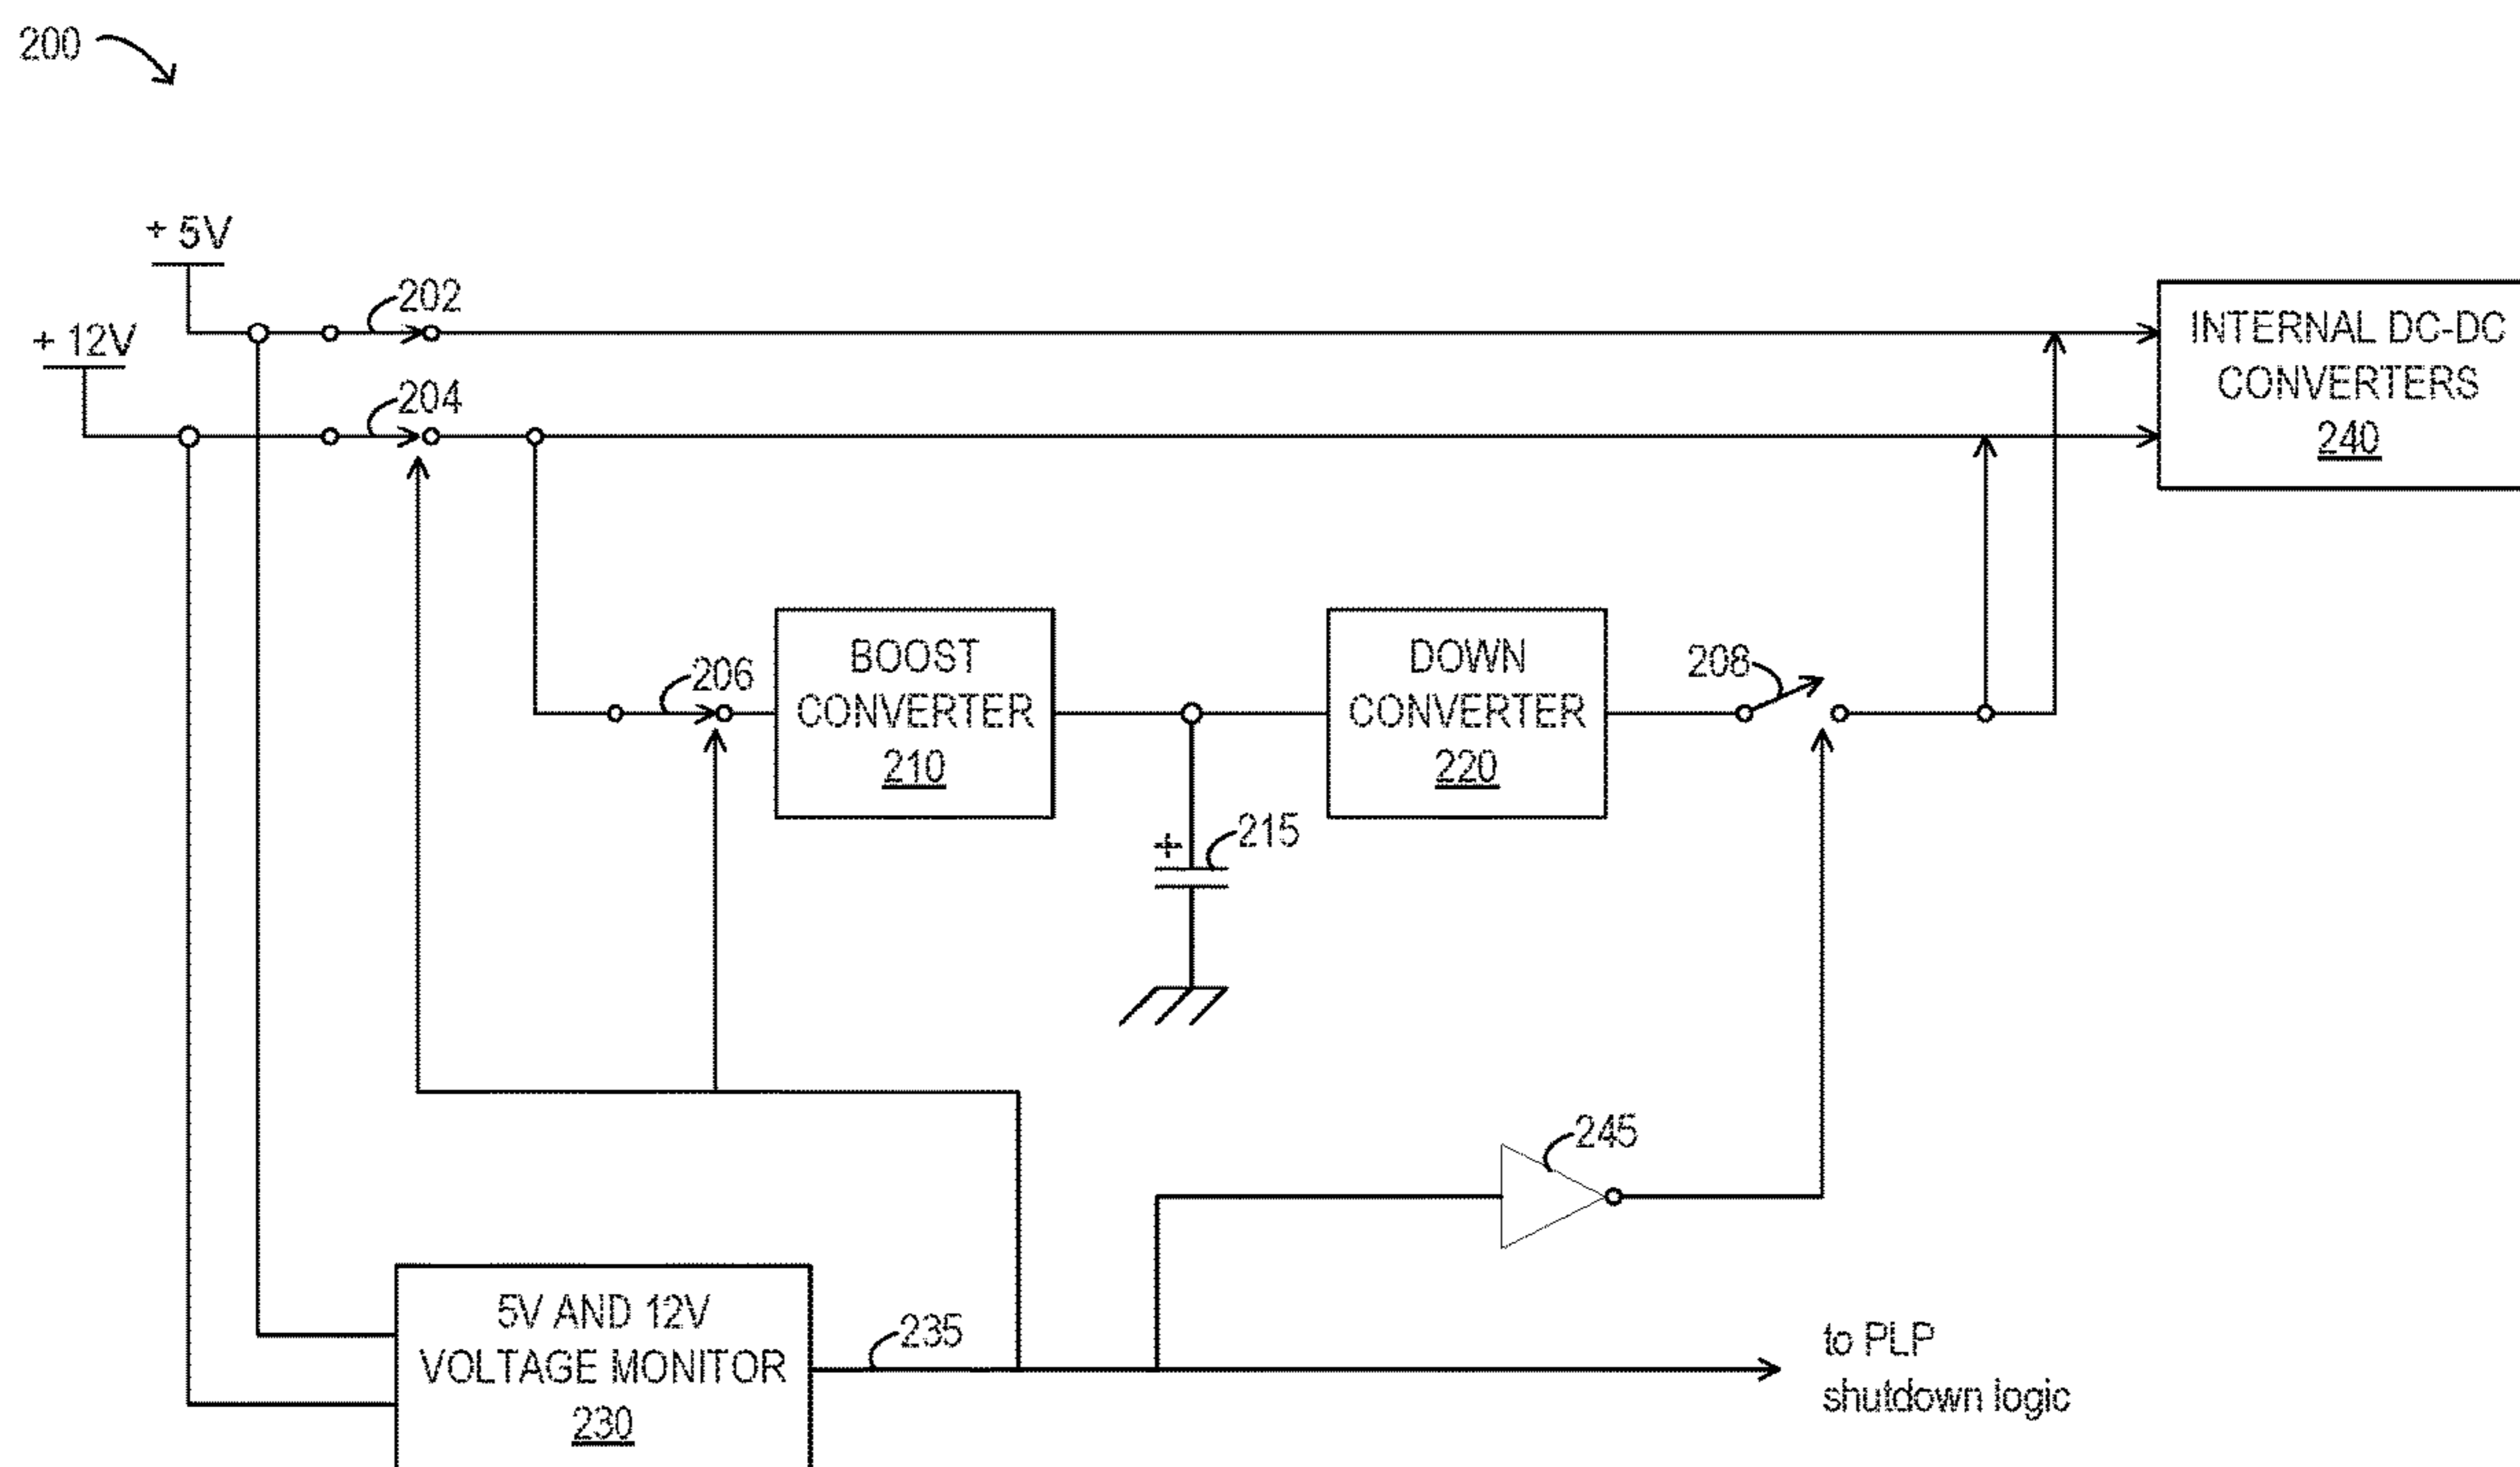 200
+ 5V
202
+ 12V
204
INTERNAL DC-DC
CONVERTERS
240
206
BOOST
CONVERTER
210
DOWN
CONVERTER
220
208
+
215
245
5V AND 12V
VOLTAGE MONITOR
230
235
to PLP
shutdown logic